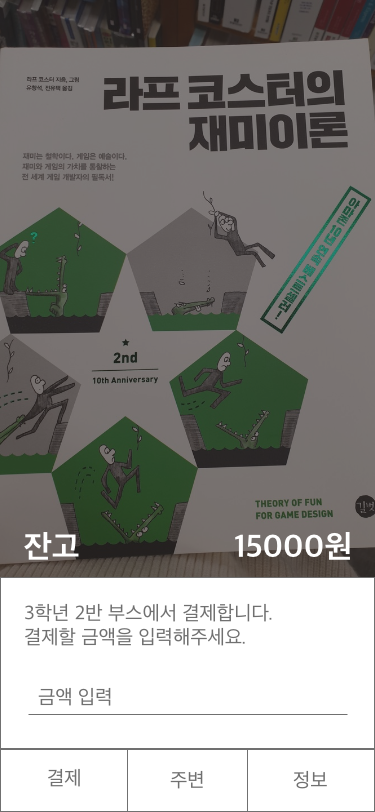 라프 코스터 지음, 그림
유창석, 전유택 옮김
라프 코스터의
재미이론
재미는 철학이다. 게임은 예술이다.
재미와 게임의 가치를 통찰하는
전 세계 게임 개발자의 필독서!
?
2nd
10th Anniversary
THEORY OF FUN
FOR GAME DESIGN
길벗
잔고 15000원
3학년 2반 부스에서 결제합니다.
결제할 금액을 입력해주세요.
금액 입력
결제 주변 정보